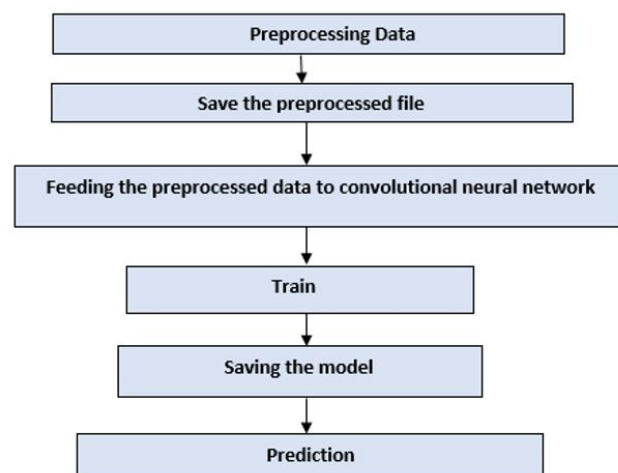 Preprocessing Data
Save the preprocessed file
Feeding the preprocessed data to convolutional neural network
Train
Saving the model
Prediction